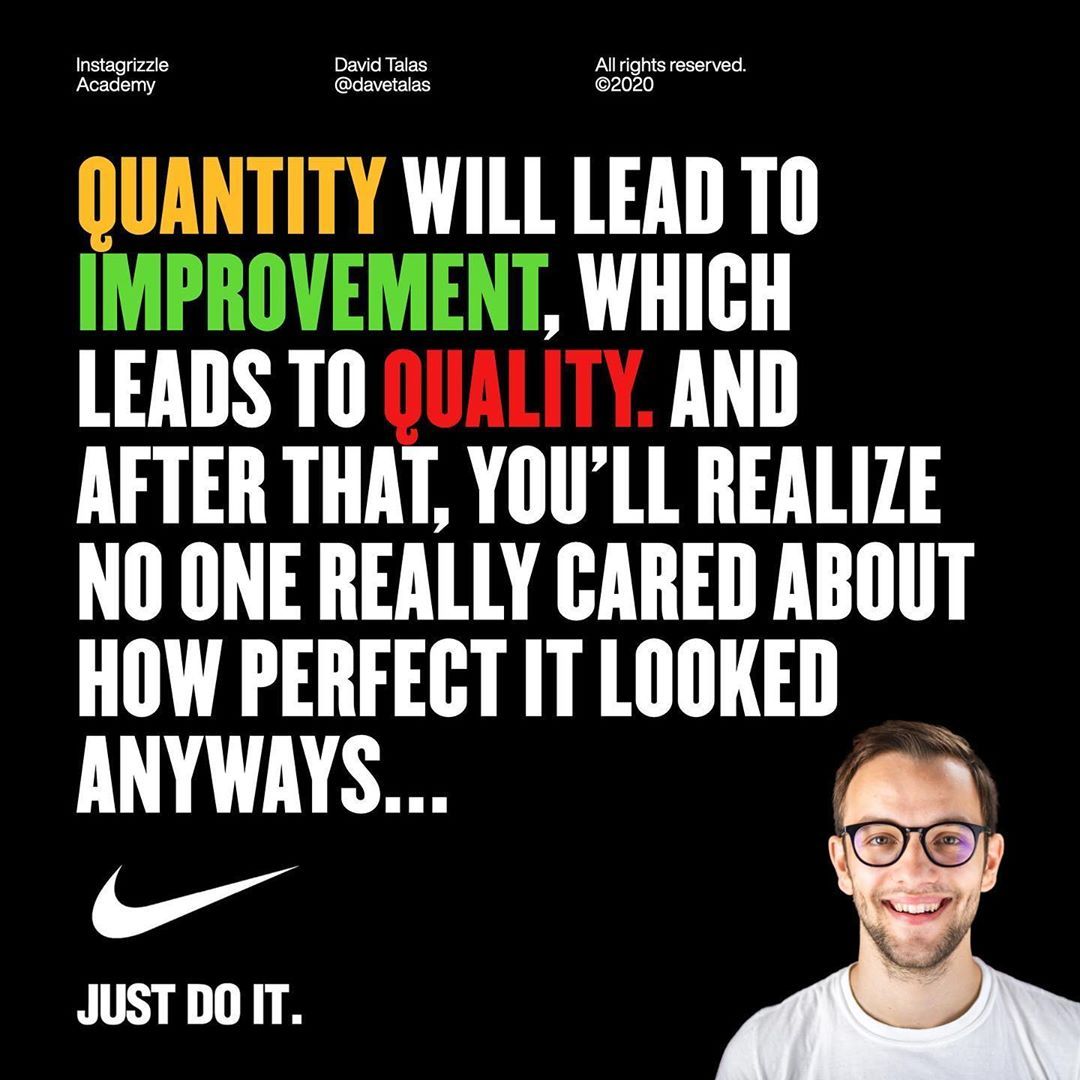 Instagrizzle
Academy
David Talas
@davetalas
All rights reserved.
©2020
QUANTITY WILL LEAD TO
IMPROVEMENT, WHICH
LEADS TO QUALITY. AND
AFTER THAT, YOU’LL REALIZE
NO ONE REALLY CARED ABOUT
HOW PERFECT IT LOOKED
ANYWAYS...
JUST DO IT.